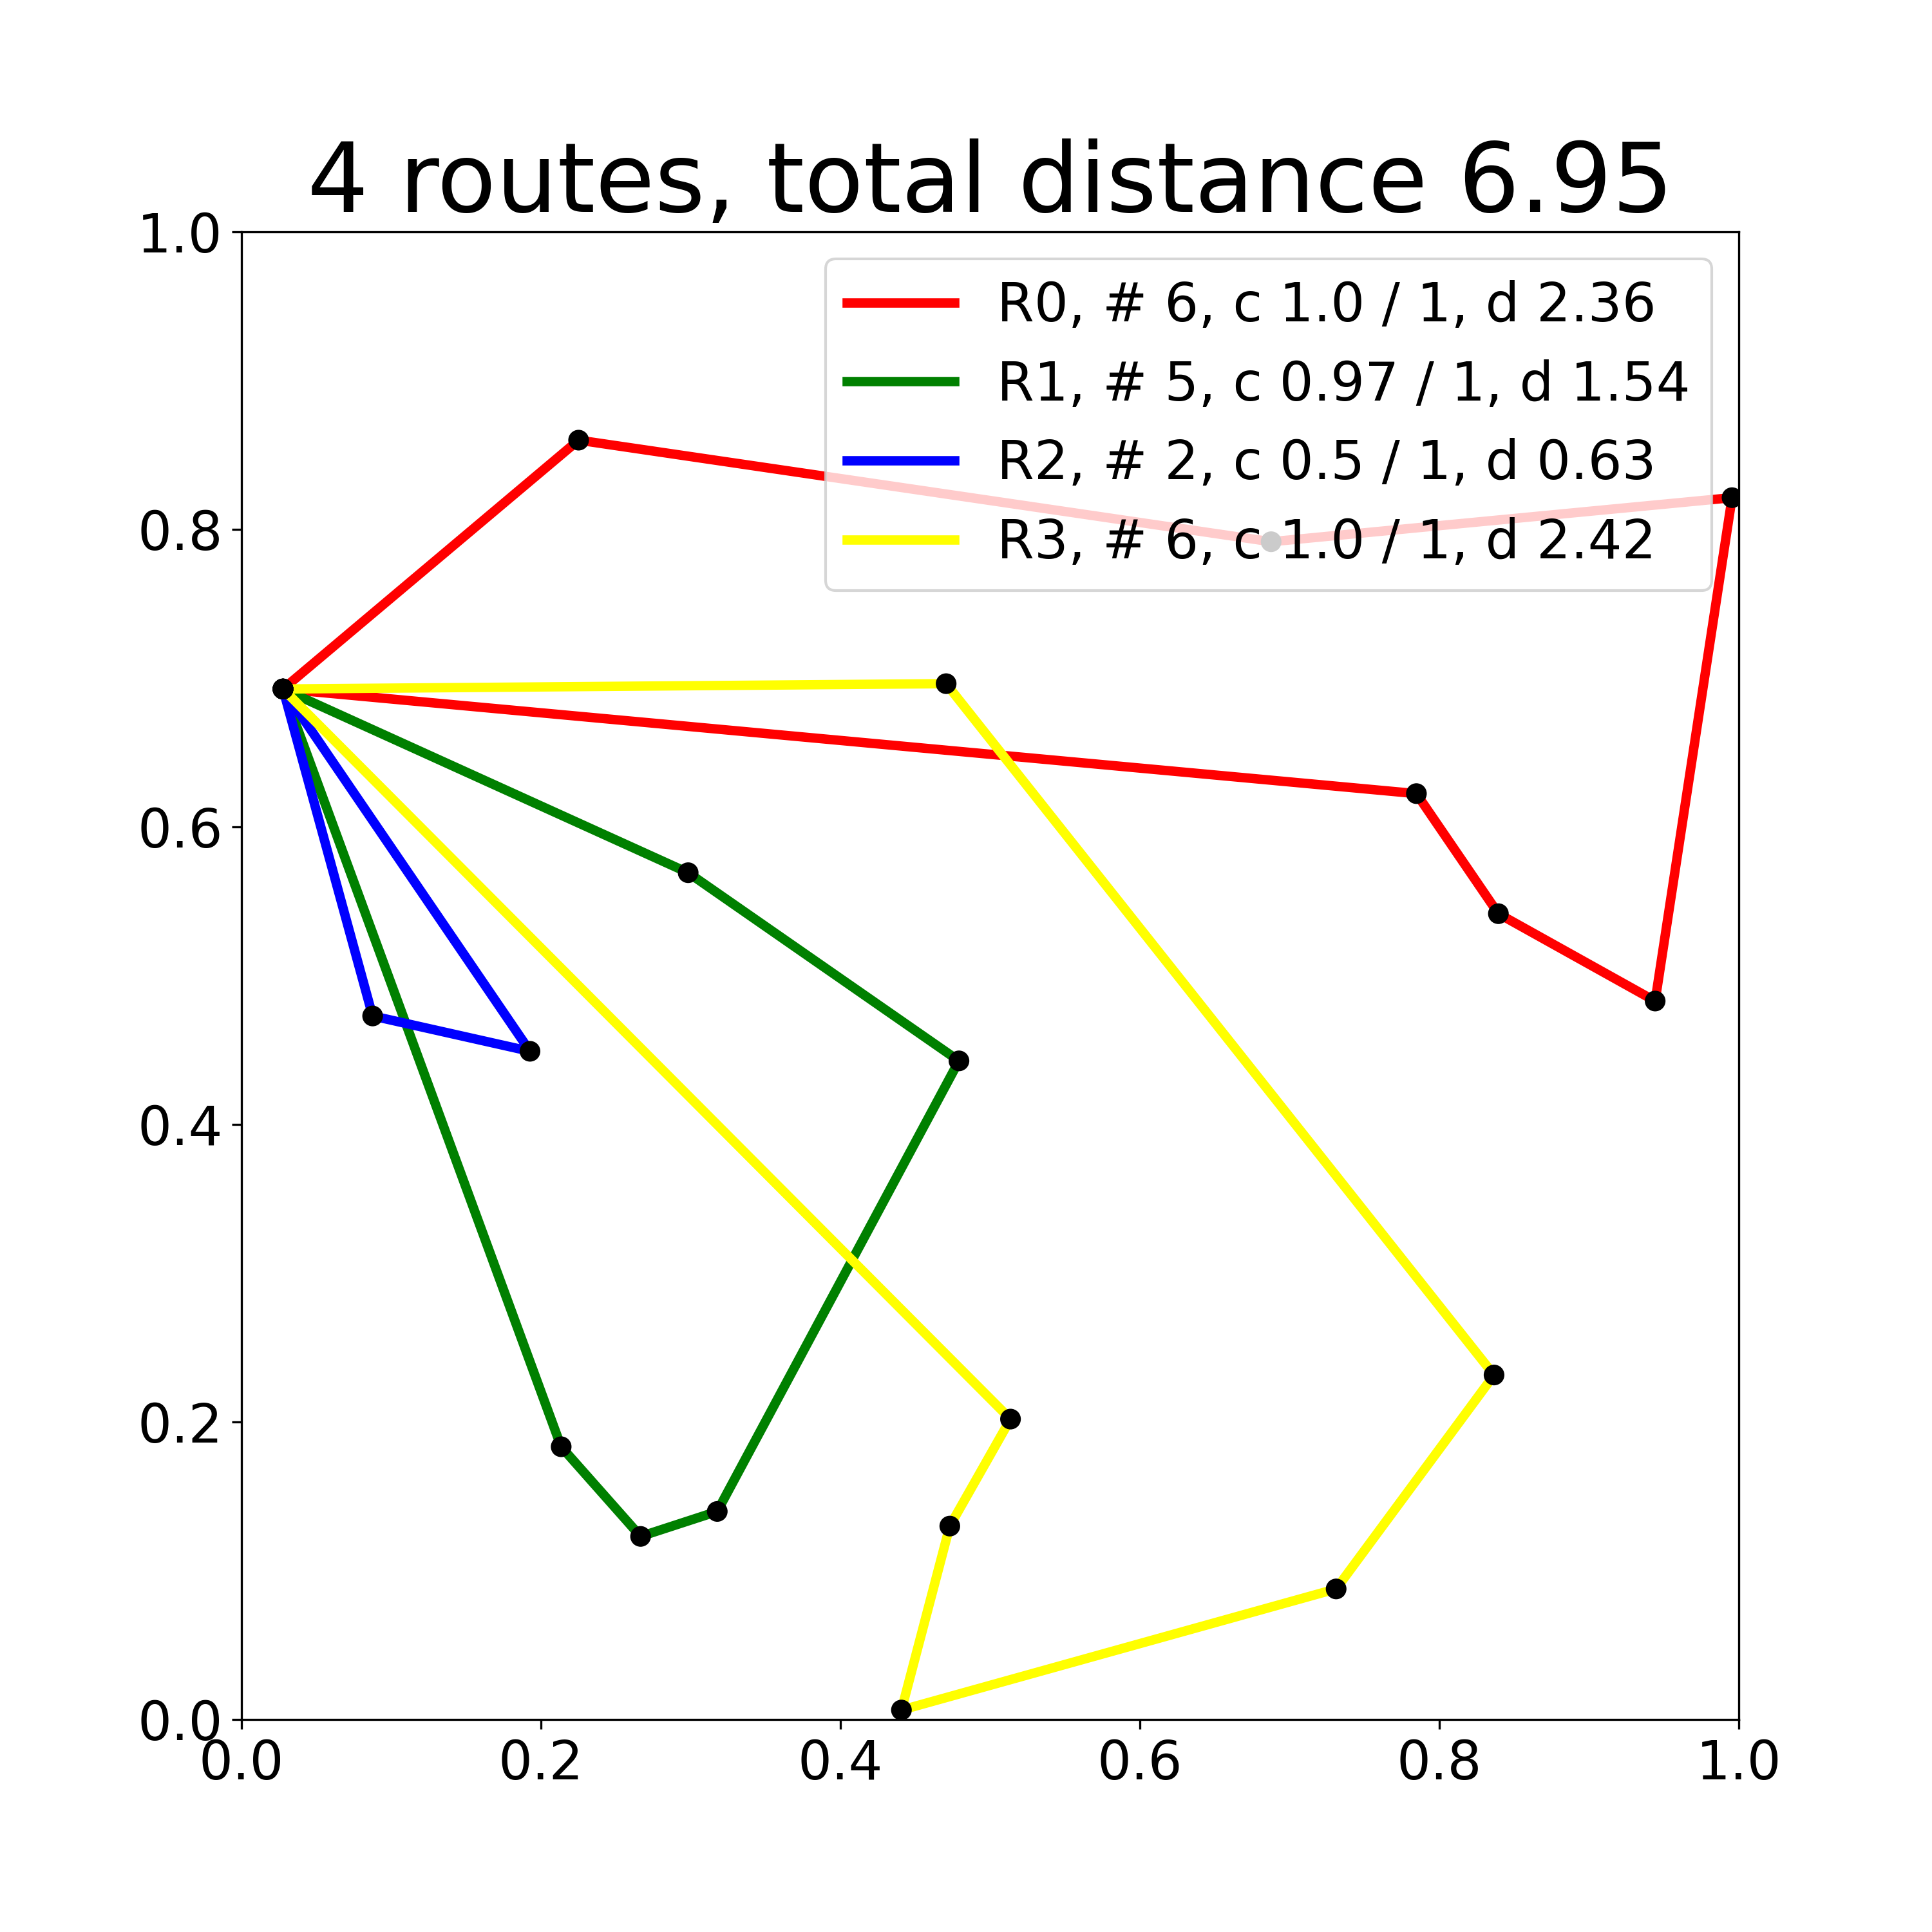 4 routes, total distance 6.95
R0, # 6, c 1.0 / 1, d 2.36
R1, # 5, c 0.97 / 1, d 1.54
R2, # 2, c 0.5 / 1, d 0.63
R3, # 6, c 1.0 / 1, d 2.42
1.0
0.8
0.6
0.4
0.2
0.0
0.0 0.2 0.4 0.6 0.8 1.0